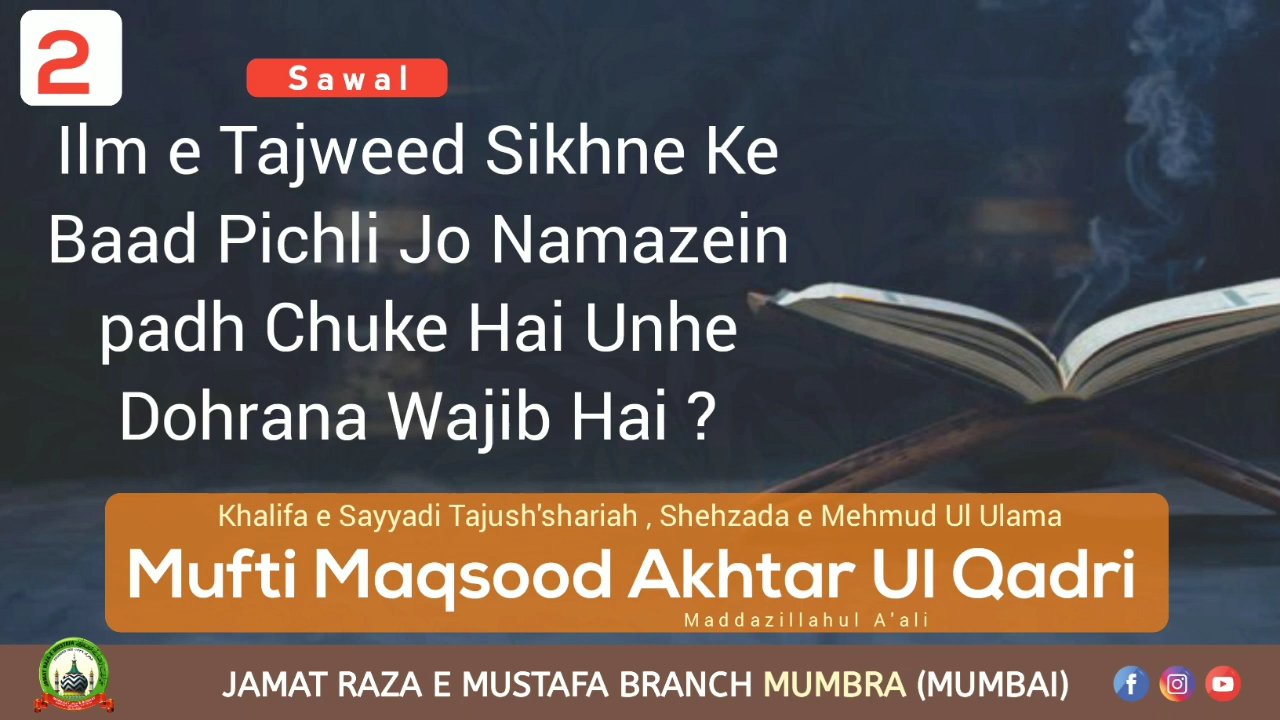 2
Sawal
Ilm e Tajweed Sikhne Ke
Baad Pichli Jo Namazein
padh Chuke Hai Unhe
Dohrana Wajib Hai ?
Khalifa e Sayyadi Tajush'shariah , Shehzada e Mehmud Ul Ulama
Mufti Maqsood Akhtar Ul Qadri
Maddazillahul A'ali
JAMAT RAZA E MUSTAFA BRANCH MUMBRA (MUMBAI)